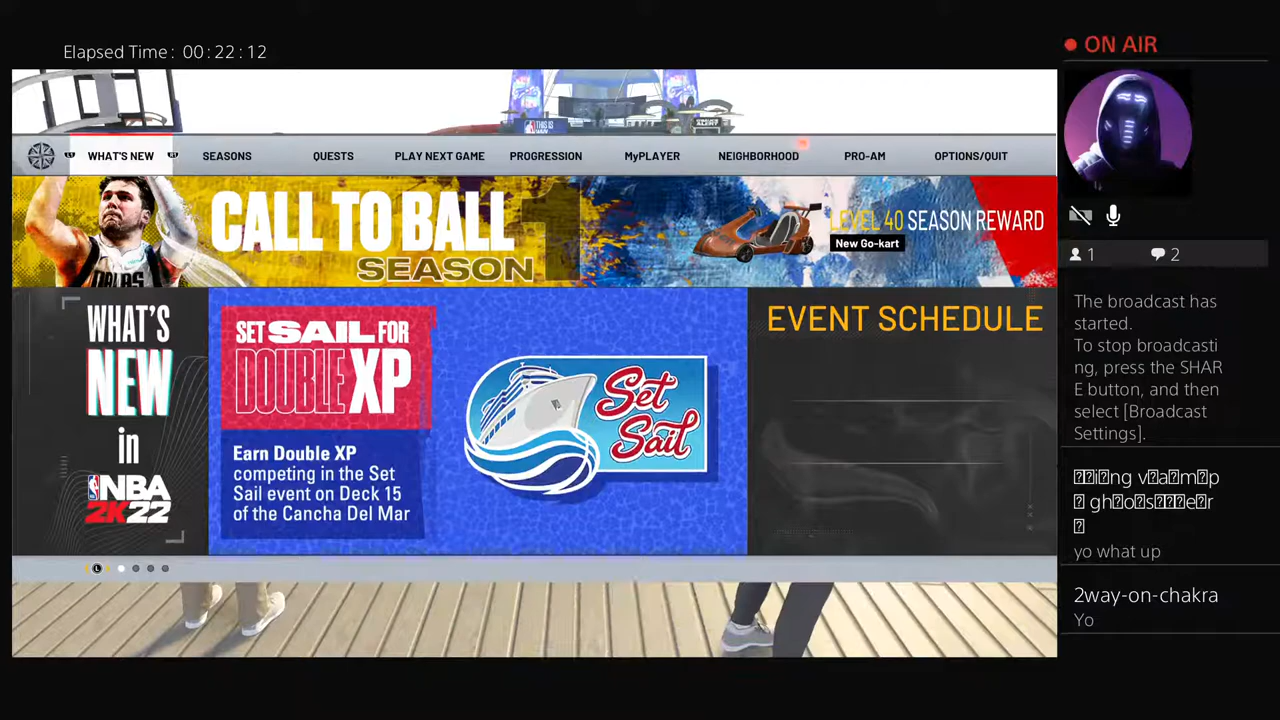 Elapsed Time: 00:22:12
ON AIR
WHAT'S NEW
SEASONS
QUESTS
PLAY NEXT GAME
PROGRESSION
MyPLAYER
NEIGHBORHOOD
PRO-AM
OPTIONS/QUIT
CALL TO BALL 1
SEASON
LEVEL 40 SEASON REWARD
New Go-kart
DALLAS
WHAT'S
NEW
in
NBA
2K22
SET SAIL FOR
DOUBLE XP
Earn Double XP
competing in the Set
Sail event on Deck 15
of the Cancha Del Mar
Set
Sail
EVENT SCHEDULE
L
1
2
The broadcast has
started.
To stop broadcasti
ng, press the SHAR
E button, and then
select [Broadcast
Settings].
yo what up
2way-on-chakra
Yo